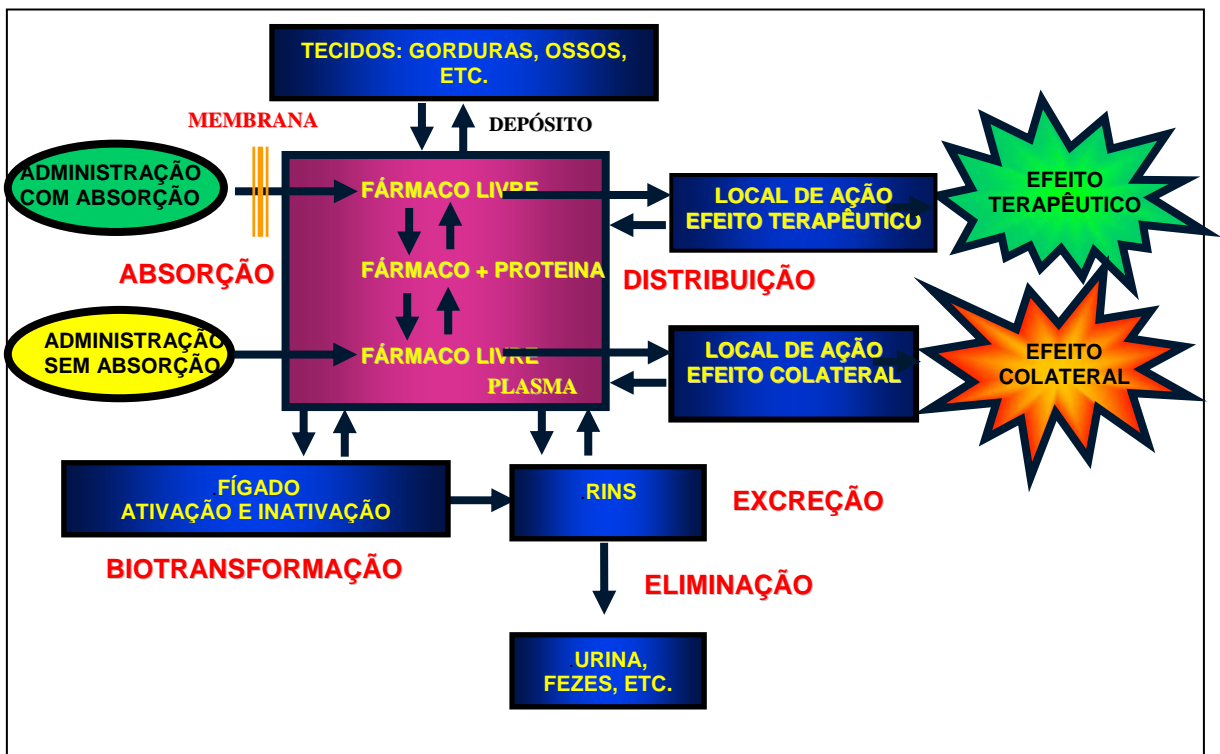 TECIDOS: GORDURAS, OSSOS,
ETC.
MEMBRANA
DEPÓSITO
ADMINISTRAÇÃO
COM ABSORÇÃO
FÁRMACO LIVRE
LOCAL DE AÇÃO
EFEITO TERAPÊUTICO
EFEITO
TERAPÊUTICO
ABSORÇÃO
FÁRMACO + PROTEINA
DISTRIBUIÇÃO
ADMINISTRAÇÃO
SEM ABSORÇÃO
FÁRMACO LIVRE
PLASMA
LOCAL DE AÇÃO
EFEITO COLATERAL
EFEITO
COLATERAL
.FÍGADO
ATIVAÇÃO E INATIVAÇÃO
.RINS
EXCREÇÃO
BIOTRANSFORMAÇÃO
ELIMINAÇÃO
.URINA,
FEZES, ETC.